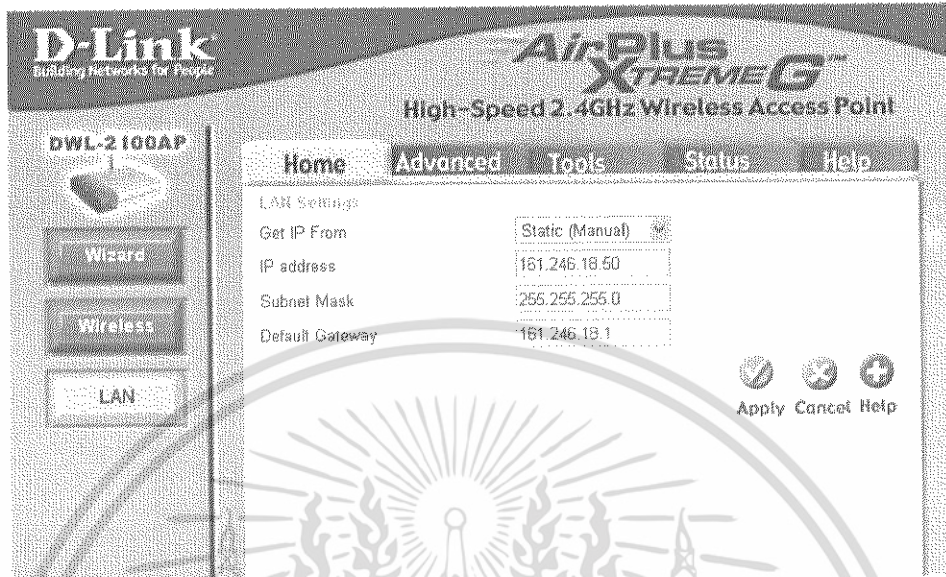 D-Link
Building Networks for People
AirPlus
XTREME G™
High-Speed 2.4GHz Wireless Access Point
DWL-2100AP
Home Advanced Tools Status Help
LAN Settings
Get IP From Static (Manual)
IP address 161.246.18.50
Subnet Mask 255.255.255.0
Default Gateway 161.246.18.1
Wizard
Wireless
LAN
Apply Cancel Help